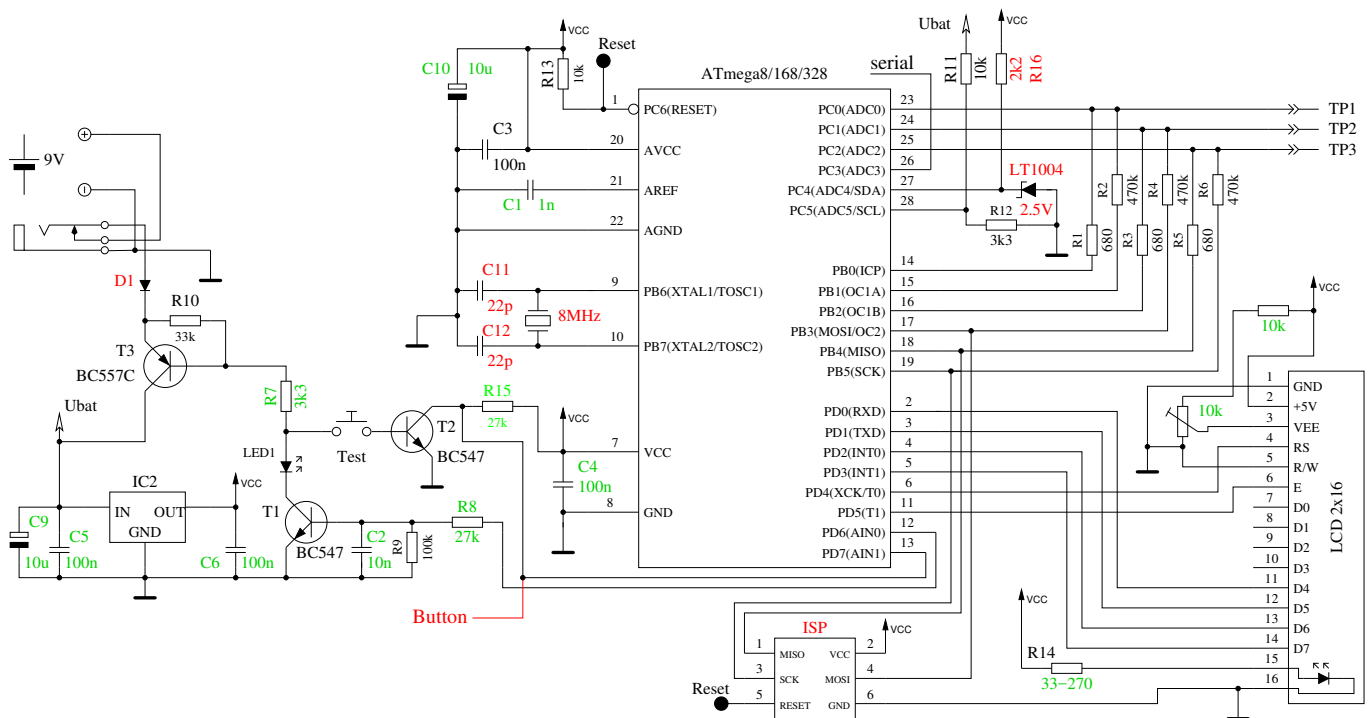 C10
10u
VCC
R13
10k
Reset
ATmega8/168/328
serial
Ubat
R11
10k
VCC
2k2
R16
1
PC6(RESET)
PC0(ADC0)
23
TP1
PC1(ADC1)
24
TP2
PC2(ADC2)
25
TP3
PC3(ADC3)
26
C3
100n
20
AVCC
9V
+
−
C1
1n
21
AREF
PC4(ADC4/SDA)
27
LT1004
2.5V
PC5(ADC5/SCL)
28
R12
3k3
22
AGND
R2
470k
R4
470k
R6
470k
R1
680
R3
680
R5
680
D1
R10
33k
C11
22p
9
PB6(XTAL1/TOSC1)
8MHz
C12
22p
10
PB7(XTAL2/TOSC2)
PB0(ICP)
14
PB1(OC1A)
15
PB2(OC1B)
16
PB3(MOSI/OC2)
17
PB4(MISO)
18
PB5(SCK)
19
VCC
10k
T3
BC557C
Ubat
R7
3k3
R15
27k
VCC
T2
BC547
Test
LED1
7
VCC
C4
100n
8
GND
PD0(RXD)
2
PD1(TXD)
3
PD2(INT0)
4
PD3(INT1)
5
PD4(XCK/T0)
6
PD5(T1)
11
PD6(AIN0)
12
PD7(AIN1)
13
10k
1
GND
2
+5V
3
VEE
4
RS
5
R/W
6
E
7
D0
8
D1
9
D2
10
D3
11
D4
12
D5
13
D6
14
D7
15
16
LCD 2x16
IC2
IN
OUT
GND
VCC
C9
10u
C5
100n
C6
100n
T1
BC547
C2
10n
R9
100k
R8
27k
Button
ISP
1
MISO
VCC
2
VCC
3
SCK
MOSI
4
Reset
5
RESET
GND
6
VCC
R14
33−270